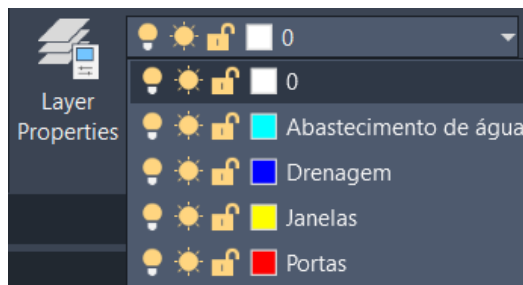 0
Layer
Properties
0
Abastecimento de água
Drenagem
Janelas
Portas